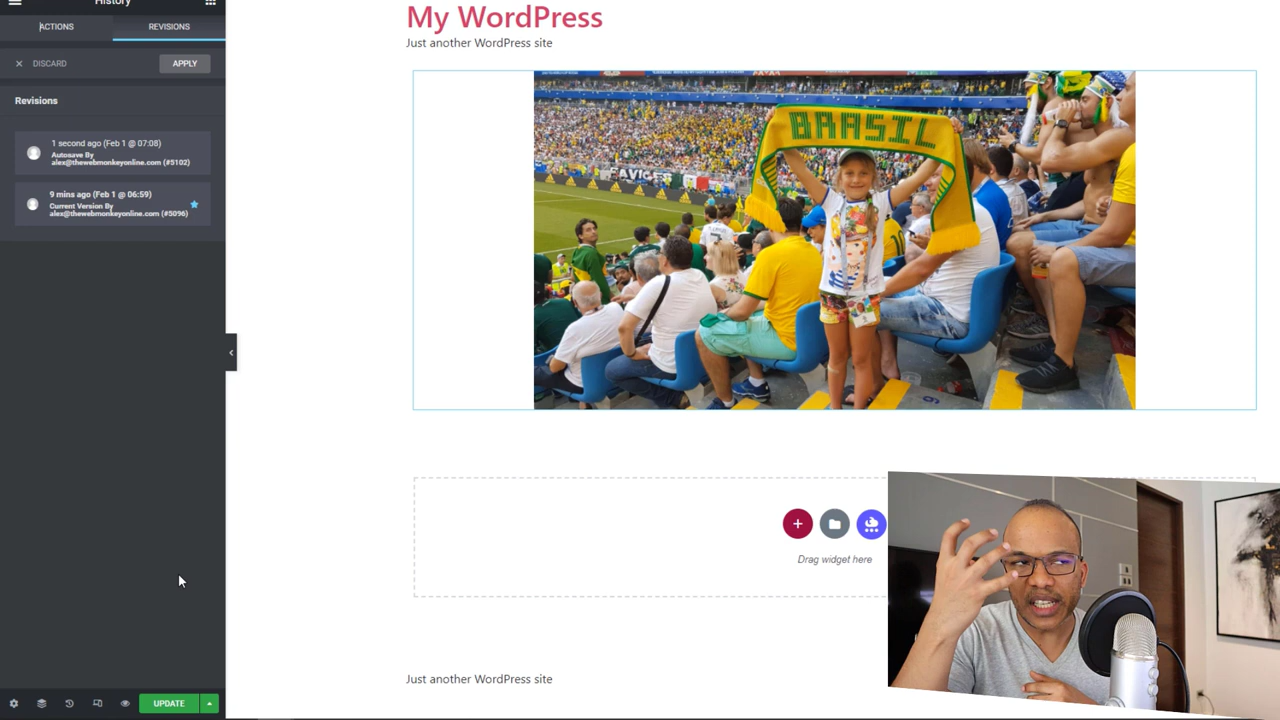 History
ACTIONS
REVISIONS
DISCARD
APPLY
Revisions
1 second ago (Feb 1 @ 07:08)
Autosave By
alex@thewebmonkeyonline.com (#5102)
9 mins ago (Feb 1 @ 06:59)
Current Version By
alex@thewebmonkeyonline.com (#5096)
UPDATE
My WordPress
Just another WordPress site
BRASIL
Drag widget here
Just another WordPress site